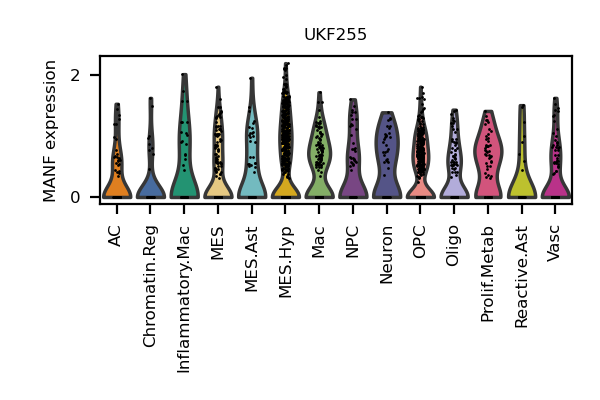 UKF255
MANF expression
2
0
AC
Chromatin.Reg
Inflammatory.Mac
MES
MES.Ast
MES.Hyp
Mac
NPC
Neuron
OPC
Oligo
Prolif.Metab
Reactive.Ast
Vasc